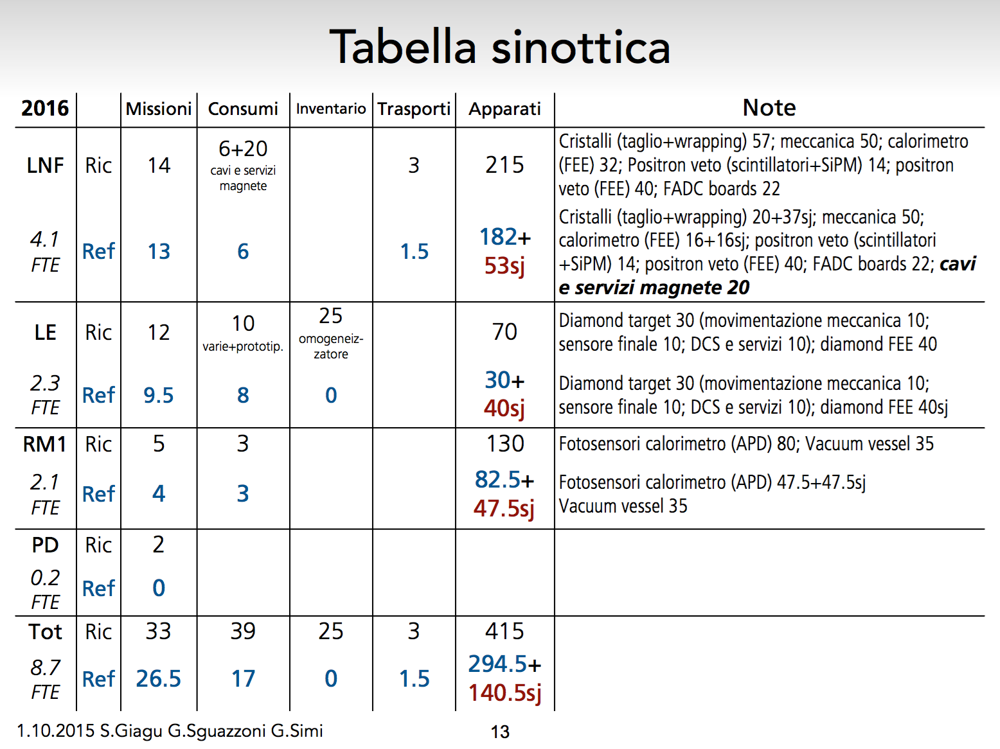 Tabella sinottica
2016 Missioni Consumi Inventario Trasporti Apparati Note
LNF Ric 14 6+20 cavi e servizi magnete 3 215 Cristalli (taglio+wrapping) 57; meccanica 50; calorimetro
(FEE) 32; Positron veto (scintillatori+SiPM) 14; positron
veto (FEE) 40; FADC boards 22
4.1 FTE Ref 13 6 1.5 182+ 53sj Cristalli (taglio+wrapping) 20+37sj; meccanica 50;
calorimetro (FEE) 16+16sj; positron veto (scintillatori
+SiPM) 14; positron veto (FEE) 40; FADC boards 22; cavi
e servizi magnete 20
LE Ric 12 10 varie+prototip. 25 omogeneiz-zatore 70 Diamond target 30 (movimentazione meccanica 10;
sensore finale 10; DCS e servizi 10); diamond FEE 40
2.3 FTE Ref 9.5 8 0 30+ 40sj Diamond target 30 (movimentazione meccanica 10;
sensore finale 10; DCS e servizi 10); diamond FEE 40sj
RM1 Ric 5 3 130 Fotosensori calorimetro (APD) 80; Vacuum vessel 35
2.1 FTE Ref 4 3 82.5+ 47.5sj Fotosensori calorimetro (APD) 47.5+47.5sj
Vacuum vessel 35
PD Ric 2
0.2 FTE Ref 0
Tot Ric 33 39 25 3 415
8.7 FTE Ref 26.5 17 0 1.5 294.5+ 140.5sj
1.10.2015 S.Giagu G.Sguazzoni G.Simi 13